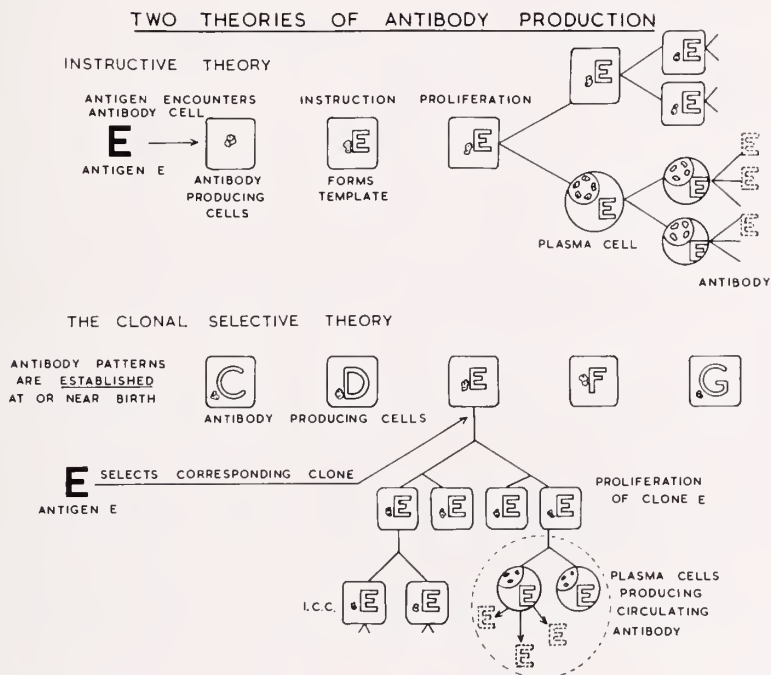 TWO THEORIES OF ANTIBODY PRODUCTION
INSTRUCTIVE THEORY
ANTIGEN ENCOUNTERS
ANTIBODY CELL
INSTRUCTION
PROLIFERATION
E
ANTIGEN E
ANTIBODY
PRODUCING
CELLS
E
FORMS
TEMPLATE
E
E
E
E
E
PLASMA CELL
E
E
E
E
E
ANTIBODY
THE CLONAL SELECTIVE THEORY
ANTIBODY PATTERNS
ARE ESTABLISHED
AT OR NEAR BIRTH
C
D
E
F
G
ANTIBODY PRODUCING CELLS
E
SELECTS CORRESPONDING CLONE
ANTIGEN E
E
E
E
E
PROLIFERATION
OF CLONE E
I.C.C.
E
E
E
E
E
E
E
PLASMA CELLS
PRODUCING
CIRCULATING
ANTIBODY